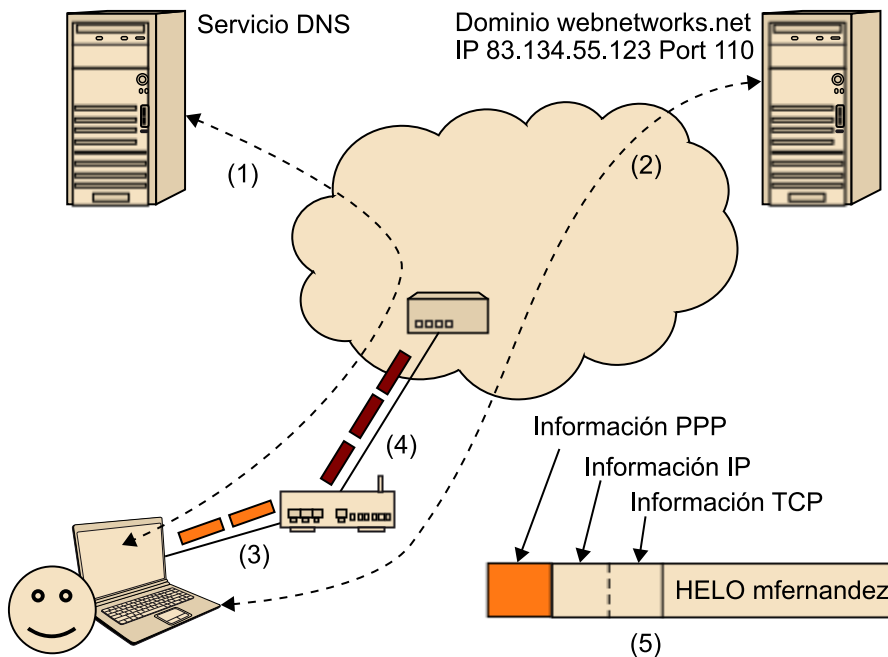 Servicio DNS
Dominio webnetworks.net
IP 83.134.55.123 Port 110
(1)
(2)
(3)
(4)
Información PPP
Información IP
Información TCP
HELO mfernandez
(5)